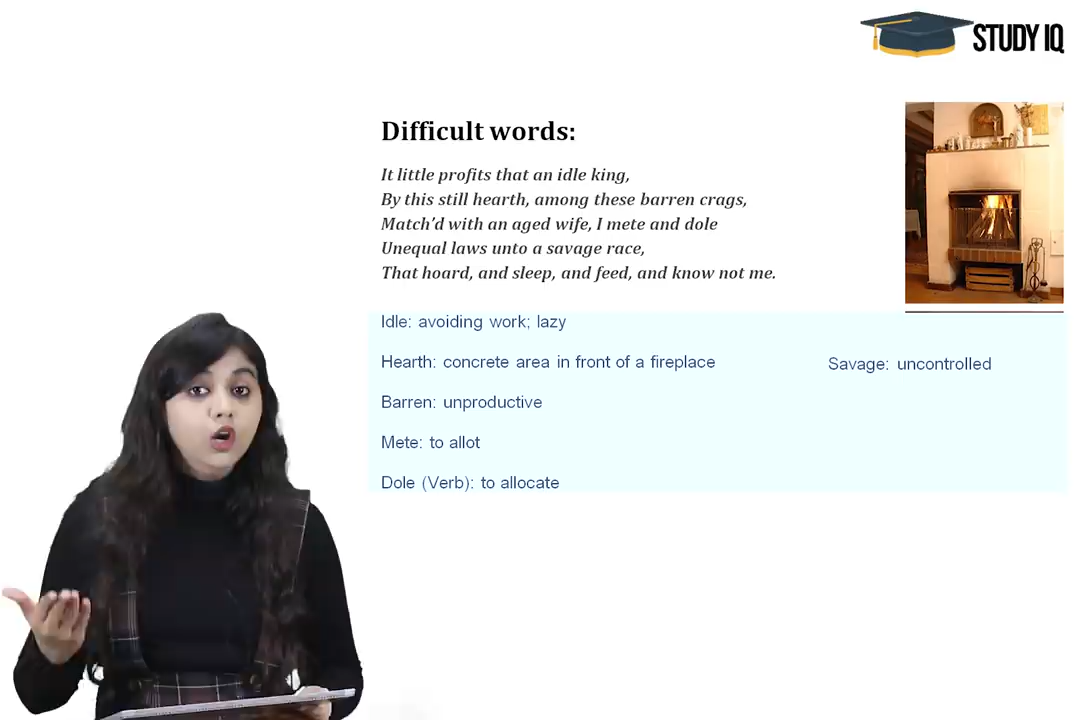 STUDY IQ
Difficult words:
It little profits that an idle king,
By this still hearth, among these barren crags,
Match’d with an aged wife, I mete and dole
Unequal laws unto a savage race,
That hoard, and sleep, and feed, and know not me.
Idle: avoiding work; lazy
Hearth: concrete area in front of a fireplace
Savage: uncontrolled
Barren: unproductive
Mete: to allot
Dole (Verb): to allocate